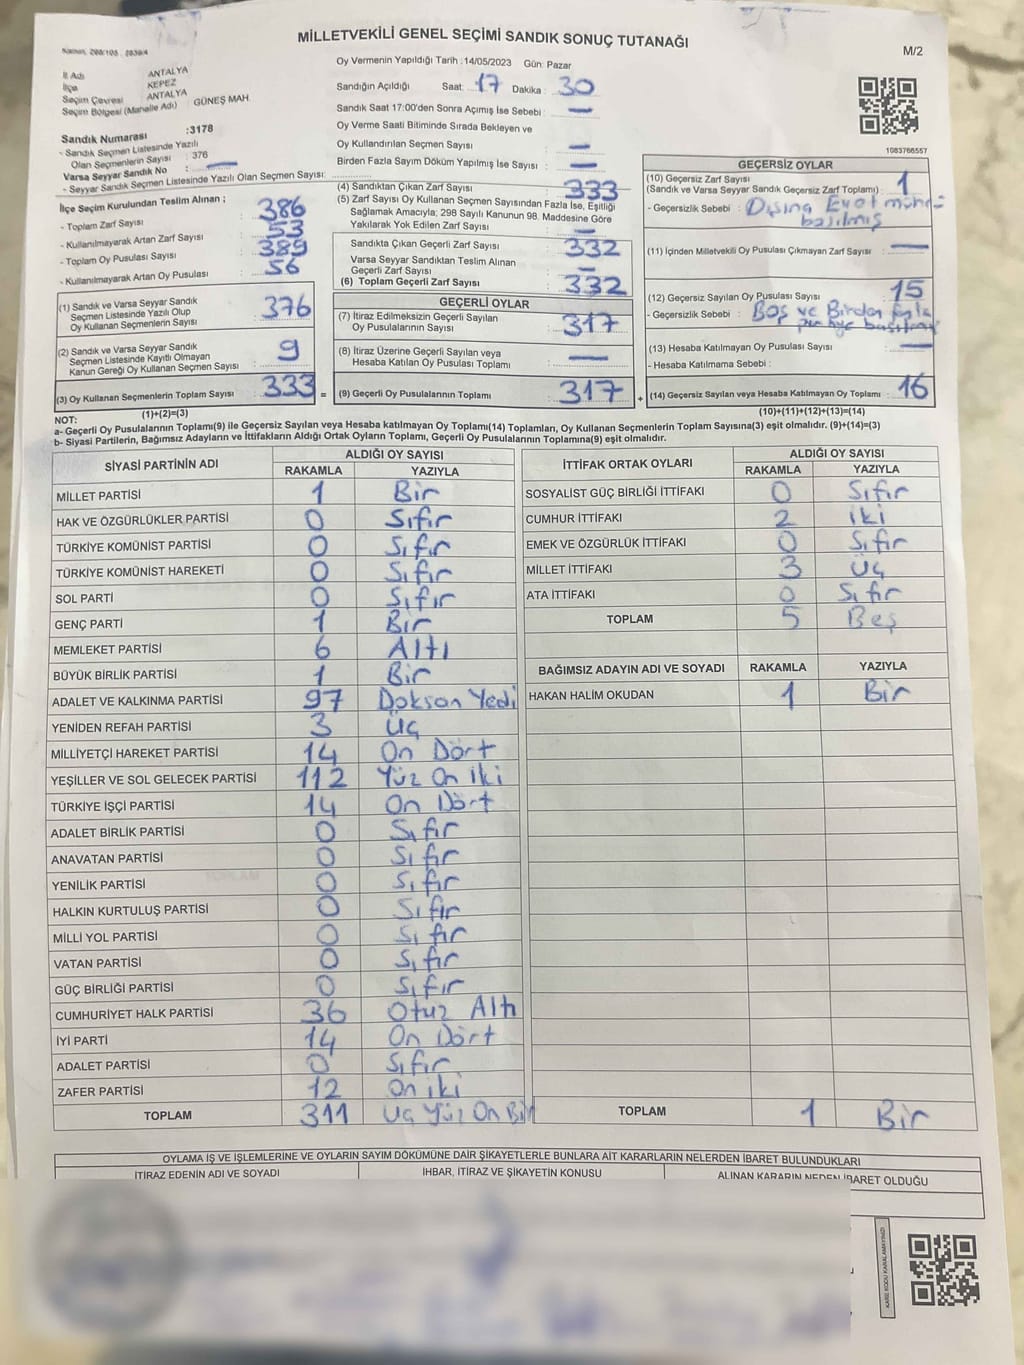 MİLLETVEKİLİ GENEL SEÇİMİ SANDIK SONUÇ TUTANAĞI
M/2
Oy Vermenin Yapıldığı Tarih :14/05/2023 Gün: Pazar
İl Adı ANTALYA
İlçe KEPEZ
Seçim Çevresi ANTALYA
Seçim Bölgesi (Mahalle Adı) GÜNEŞ MAH.
Sandığın Açıldığı Saat: 17 Dakika: 30
Sandık Saat 17:00'den Sonra Açımış İse Sebebi : —
Oy Verme Saati Bitiminde Sırada Bekleyen ve
Oy Kullandırılan Seçmen Sayısı : —
Birden Fazla Sayım Döküm Yapılmış İse Sayısı : —
1083766557
Sandık Numarası :3178
- Sandık Seçmen Listesinde Yazılı
Olan Seçmenlerin Sayısı : 376
Varsa Seyyar Sandık No : —
- Seyyar Sandık Seçmen Listesinde Yazılı Olan Seçmen Sayısı:
İlçe Seçim Kurulundan Teslim Alınan ;
- Toplam Zarf Sayısı : 386
- Kullanılmayarak Artan Zarf Sayısı : 53
- Toplam Oy Pusulası Sayısı : 389
- Kullanılmayarak Artan Oy Pusulası : 56
(1) Sandık ve Varsa Seyyar Sandık
Seçmen Listesinde Yazılı Olup
Oy Kullanan Seçmenlerin Sayısı : 376
(2) Sandık ve Varsa Seyyar Sandık
Seçmen Listesinde Kayıtlı Olmayan
Kanun Gereği Oy Kullanan Seçmen Sayısı : 9
(3) Oy Kullanan Seçmenlerin Toplam Sayısı : 333 =
(1)+(2)=(3)
(4) Sandıktan Çıkan Zarf Sayısı : 333
(5) Zarf Sayısı Oy Kullanan Seçmen Sayısından Fazla İse, Eşitliği
Sağlamak Amacıyla; 298 Sayılı Kanunun 98. Maddesine Göre
Yakılarak Yok Edilen Zarf Sayısı : —
Sandıkta Çıkan Geçerli Zarf Sayısı : 332
Varsa Seyyar Sandıktan Teslim Alınan
Geçerli Zarf Sayısı : —
(6) Toplam Geçerli Zarf Sayısı : 332
GEÇERLİ OYLAR
(7) İtiraz Edilmeksizin Geçerli Sayılan
Oy Pusulalarının Sayısı : 317
(8) İtiraz Üzerine Geçerli Sayılan veya
Hesaba Katılan Oy Pusulası Toplamı : —
(9) Geçerli Oy Pusulalarının Toplamı : 317 +
GEÇERSİZ OYLAR
(10) Geçersiz Zarf Sayısı
(Sandık ve Varsa Seyyar Sandık Geçersiz Zarf Toplamı) : 1
- Geçersizlik Sebebi : Dışına Evet mührü
basılmış
(11) İçinden Milletvekili Oy Pusulası Çıkmayan Zarf Sayısı : —
(12) Geçersiz Sayılan Oy Pusulası Sayısı : 15
- Geçersizlik Sebebi : Boş ve Birden fazla
(13) Hesaba Katılmayan Oy Pusulası Sayısı : —
- Hesaba Katılmama Sebebi :
(14) Geçersiz Sayılan veya Hesaba Katılmayan Oy Toplamı : 16
(10)+(11)+(12)+(13)=(14)
NOT:
a- Geçerli Oy Pusulalarının Toplamı(9) ile Geçersiz Sayılan veya Hesaba katılmayan Oy Toplamı(14) Toplamları, Oy Kullanan Seçmenlerin Toplam Sayısına(3) eşit olmalıdır. (9)+(14)=(3)
b- Siyasi Partilerin, Bağımsız Adayların ve İttifakların Aldığı Ortak Oyların Toplamı, Geçerli Oy Pusulalarının Toplamına(9) eşit olmalıdır.
SİYASİ PARTİNİN ADI ALDIĞI OY SAYISI
RAKAMLA YAZIYLA
MİLLET PARTİSİ 1 Bir
HAK VE ÖZGÜRLÜKLER PARTİSİ 0 Sıfır
TÜRKİYE KOMÜNİST PARTİSİ 0 Sıfır
TÜRKİYE KOMÜNİST HAREKETİ 0 Sıfır
SOL PARTİ 0 Sıfır
GENÇ PARTİ 1 Bir
MEMLEKET PARTİSİ 6 Altı
BÜYÜK BİRLİK PARTİSİ 1 Bir
ADALET VE KALKINMA PARTİSİ 97 Doksan Yedi
YENİDEN REFAH PARTİSİ 3 Üç
MİLLİYETÇİ HAREKET PARTİSİ 14 On Dört
YEŞİLLER VE SOL GELECEK PARTİSİ 112 Yüz On iki
TÜRKİYE İŞÇİ PARTİSİ 14 On Dört
ADALET BİRLİK PARTİSİ 0 Sıfır
ANAVATAN PARTİSİ 0 Sıfır
YENİLİK PARTİSİ 0 Sıfır
HALKIN KURTULUŞ PARTİSİ 0 Sıfır
MİLLİ YOL PARTİSİ 0 Sıfır
VATAN PARTİSİ 0 Sıfır
GÜÇ BİRLİĞİ PARTİSİ 0 Sıfır
CUMHURİYET HALK PARTİSİ 36 Otuz Altı
İYİ PARTİ 14 On Dört
ADALET PARTİSİ 0 Sıfır
ZAFER PARTİSİ 12 On iki
TOPLAM 311 Üç Yüz On Bir
İTTİFAK ORTAK OYLARI ALDIĞI OY SAYISI
RAKAMLA YAZIYLA
SOSYALİST GÜÇ BİRLİĞİ İTTİFAKI 0 Sıfır
CUMHUR İTTİFAKI 2 iki
EMEK VE ÖZGÜRLÜK İTTİFAKI 0 Sıfır
MİLLET İTTİFAKI 3 Üç
ATA İTTİFAKI 0 Sıfır
TOPLAM 5 Beş
BAĞIMSIZ ADAYIN ADI VE SOYADI RAKAMLA YAZIYLA
HAKAN HALİM OKUDAN 1 Bir
TOPLAM 1 Bir
OYLAMA İŞ VE İŞLEMLERİNE VE OYLARIN SAYIM DÖKÜMÜNE DAİR ŞİKAYETLERLE BUNLARA AİT KARARLARIN NELERDEN İBARET BULUNDUKLARI
İTİRAZ EDENİN ADI VE SOYADI İHBAR, İTİRAZ VE ŞİKAYETİN KONUSU ALINAN KARARIN NEDEN İBARET OLDUĞU
KARE KODU KARALAMAYINIZ!